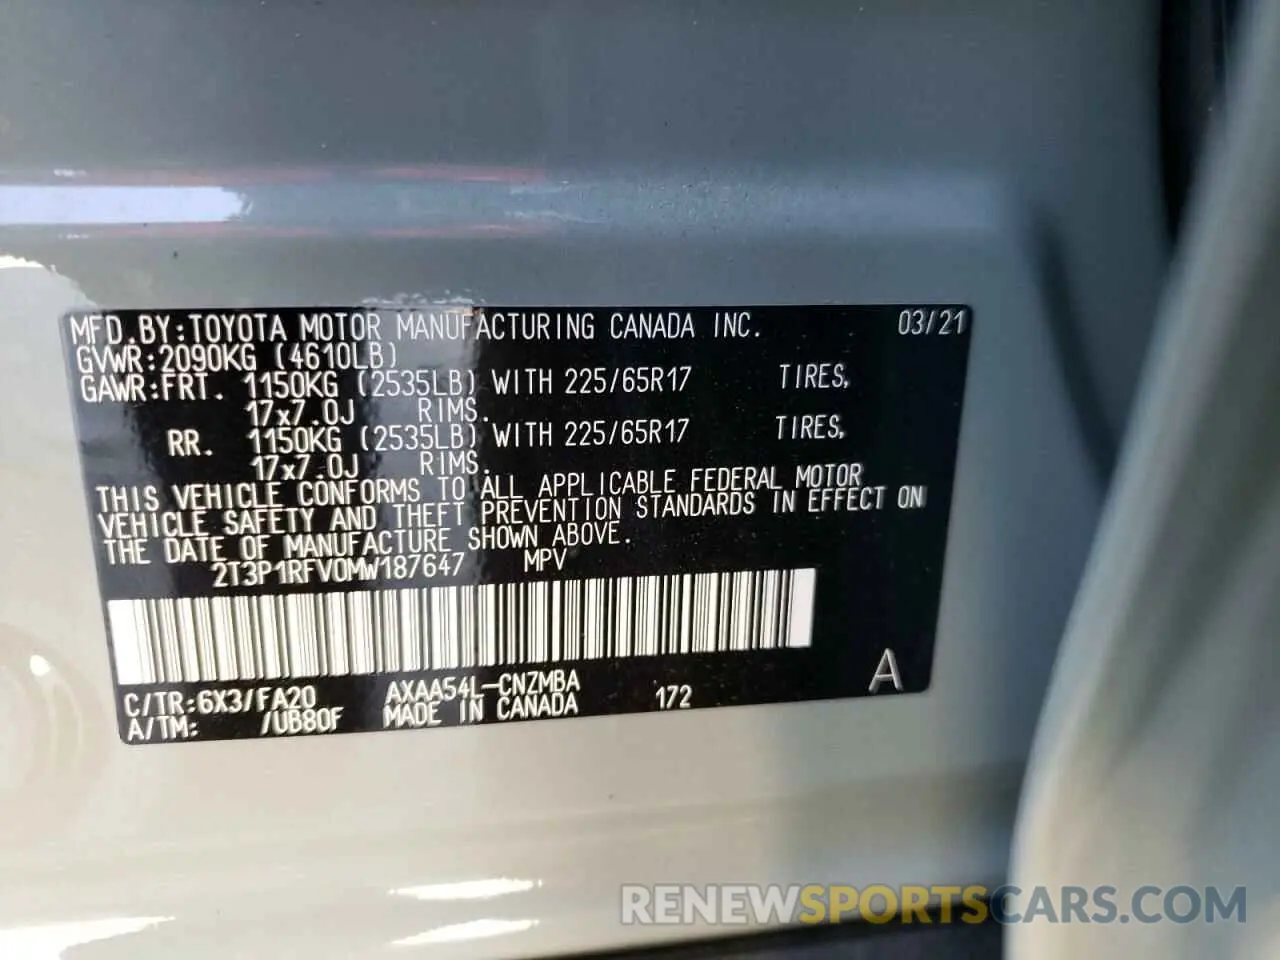 MFD.BY:TOYOTA MOTOR MANUFACTURING CANADA INC. 03/21
GVWR:2090KG (4610LB)
GAWR:FRT. 1150KG (2535LB) WITH 225/65R17 TIRES,
17x7.0J RIMS.
RR. 1150KG (2535LB) WITH 225/65R17 TIRES,
17x7.0J RIMS.
THIS VEHICLE CONFORMS TO ALL APPLICABLE FEDERAL MOTOR
VEHICLE SAFETY AND THEFT PREVENTION STANDARDS IN EFFECT ON
THE DATE OF MANUFACTURE SHOWN ABOVE.
2T3P1RFV0MW187647 MPV
A
C/TR:6X3/FA20 AXAA54L-CNZMBA 172
A/TM: /UB80F MADE IN CANADA
RENEWSPORTSCARS.COM